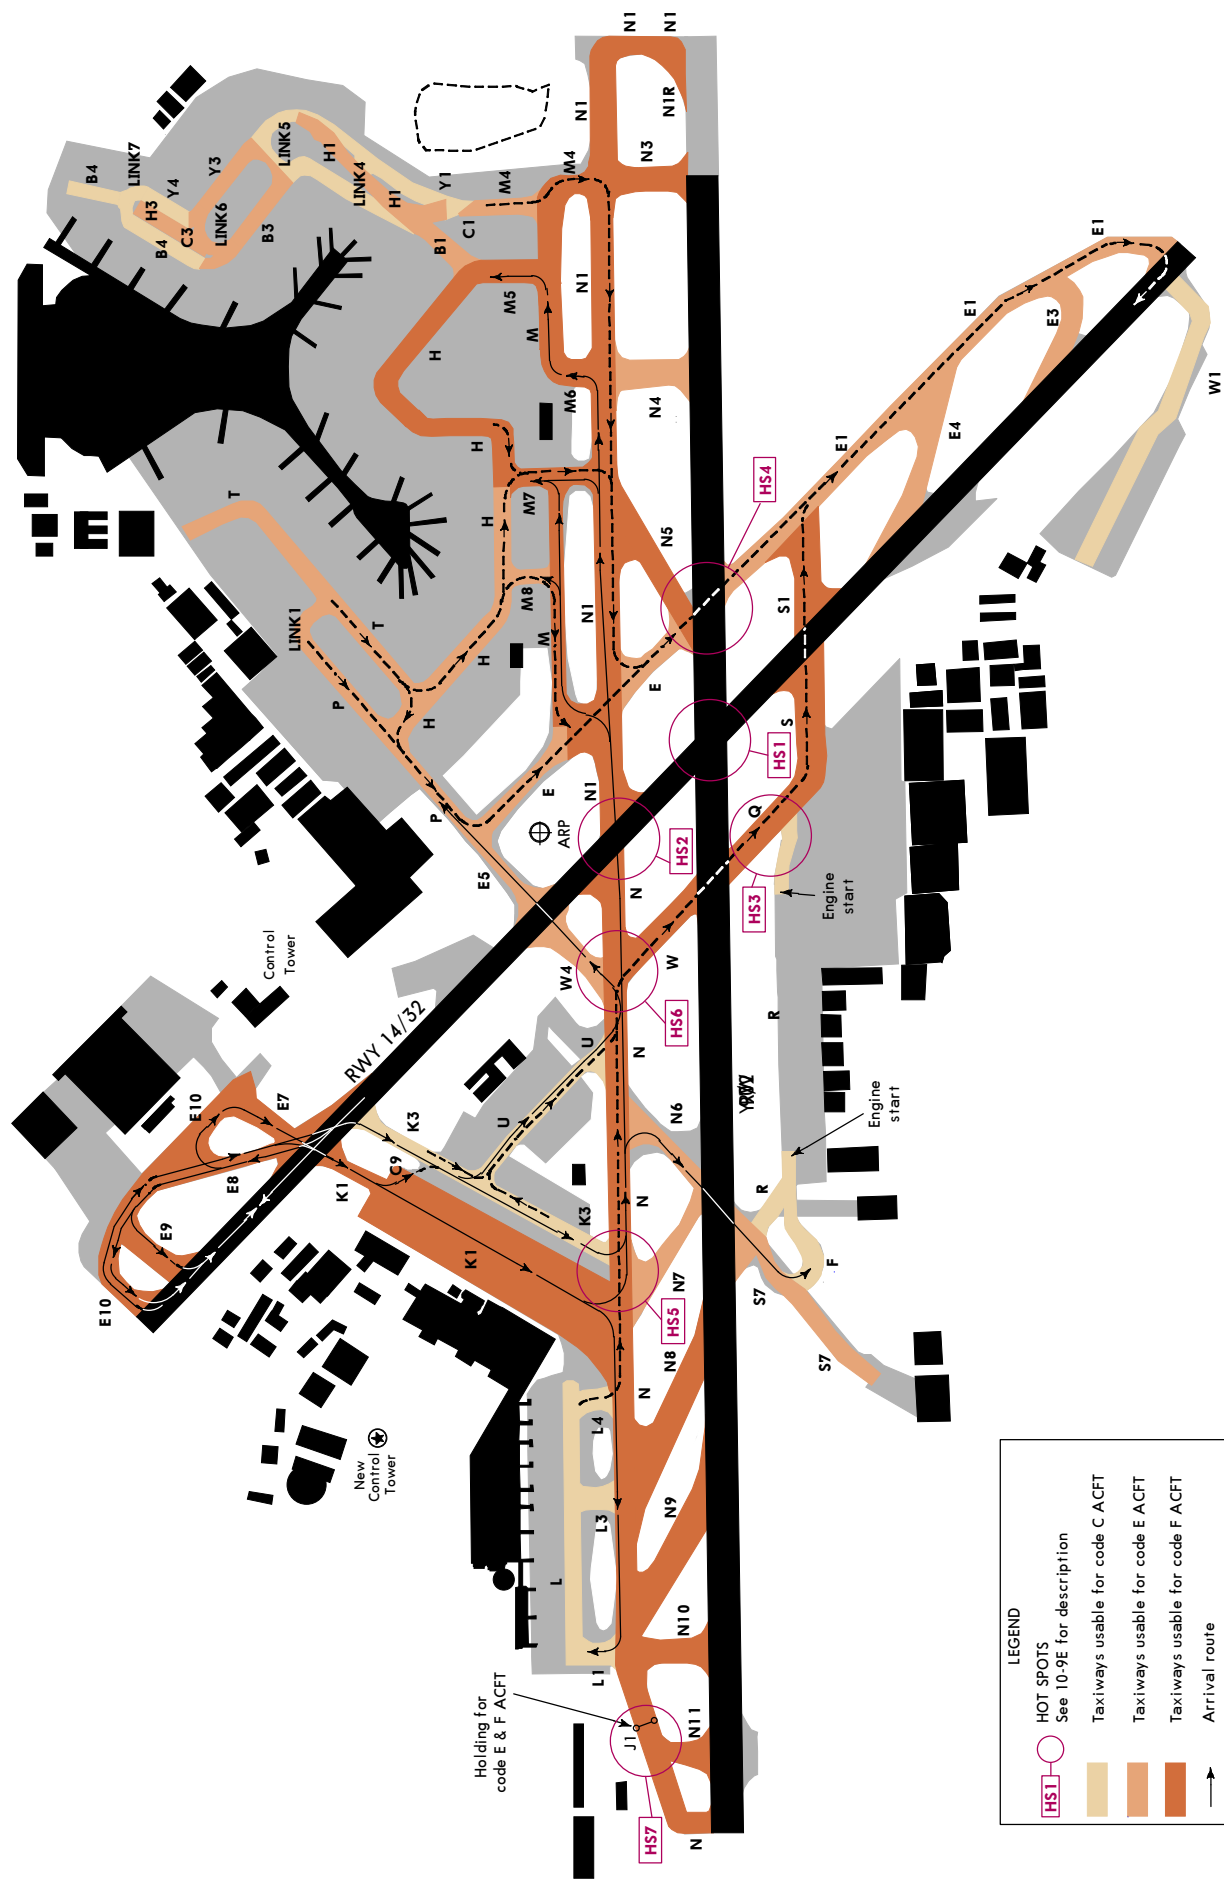 N1
N1
N1
N1R
N3
M4
M4
Y1
C1
B1
H1
LINK4
H1
LINK5
Y3
Y4
LINK7
B4
H3
B4
C3
LINK6
B3
N1
M5
M
M6
H
N4
H
M7
H
N5
HS4
E1
E1
E1
E3
E4
W1
T
T
LINK1
P
H
H
M8
M
N1
E
S1
S
HS1
E
N1
P
ARP
E5
HS2
HS3
Q
Engine
start
N
W
W4
HS6
Control
Tower
RWY 14/32
U
U
N
R
N6
Engine
start
R
F
S7
S7
E10
E7
E8
E9
E10
K3
C9
K1
K1
K3
N
N7
HS5
N8
N
L4
L3
L
L1
N9
N10
N11
J1
HS7
N
New
Control
Tower
Holding for
code E & F ACFT
LEGEND
HS1
HOT SPOTS
See 10-9E for description
Taxiways usable for code C ACFT
Taxiways usable for code E ACFT
Taxiways usable for code F ACFT
Arrival route